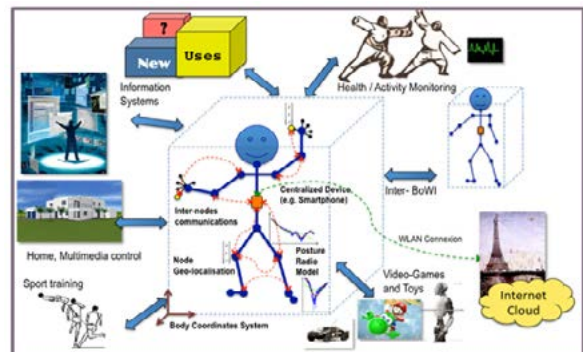 ?
New
Uses
Information
Systems
Health / Activity Monitoring
Centralized Device
(e.g. Smartphone)
Inter- BoWI
Inter-nodes
communications
WLAN Connexion
Home, Multimedia control
Node
Geo-localisation
Posture
Radio
Model
Video-Games
and Toys
Internet
Cloud
Sport training
Body Coordinates System